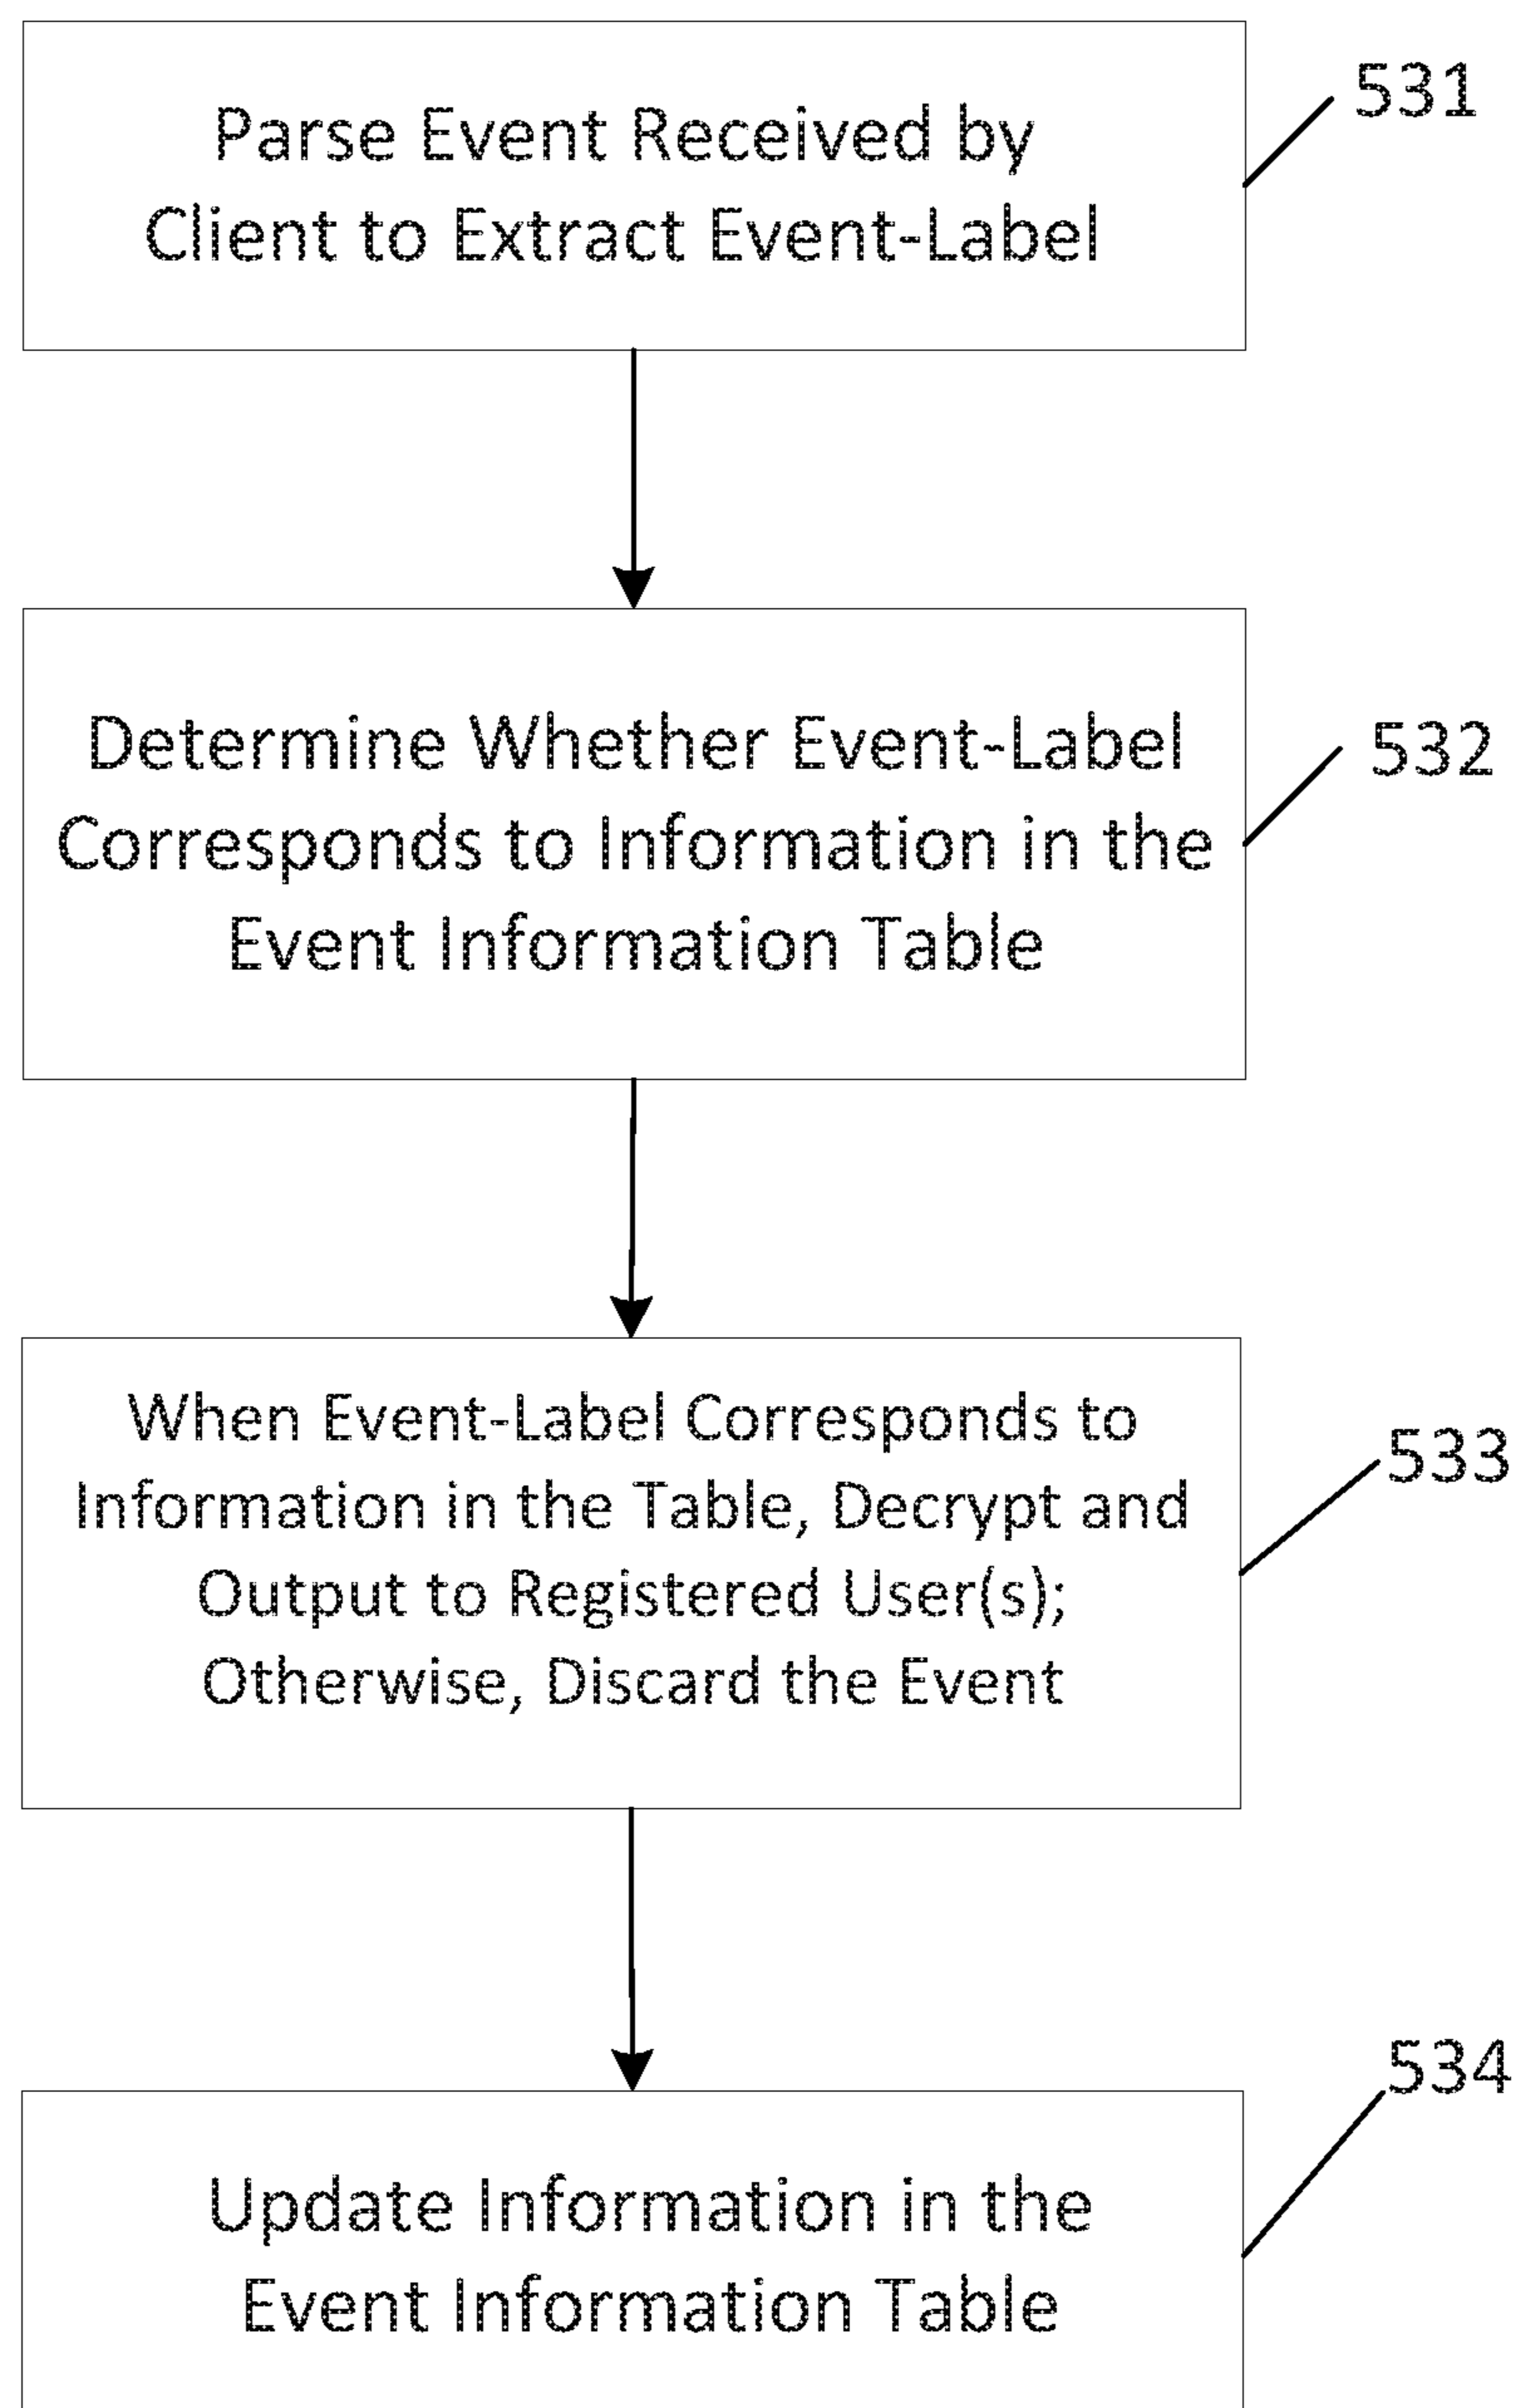 Parse Event Received by
Client to Extract Event-Label
531
Determine Whether Event-Label
Corresponds to Information in the
Event Information Table
532
When Event-Label Corresponds to
Information in the Table, Decrypt and
Output to Registered User(s);
Otherwise, Discard the Event
533
Update Information in the
Event Information Table
534